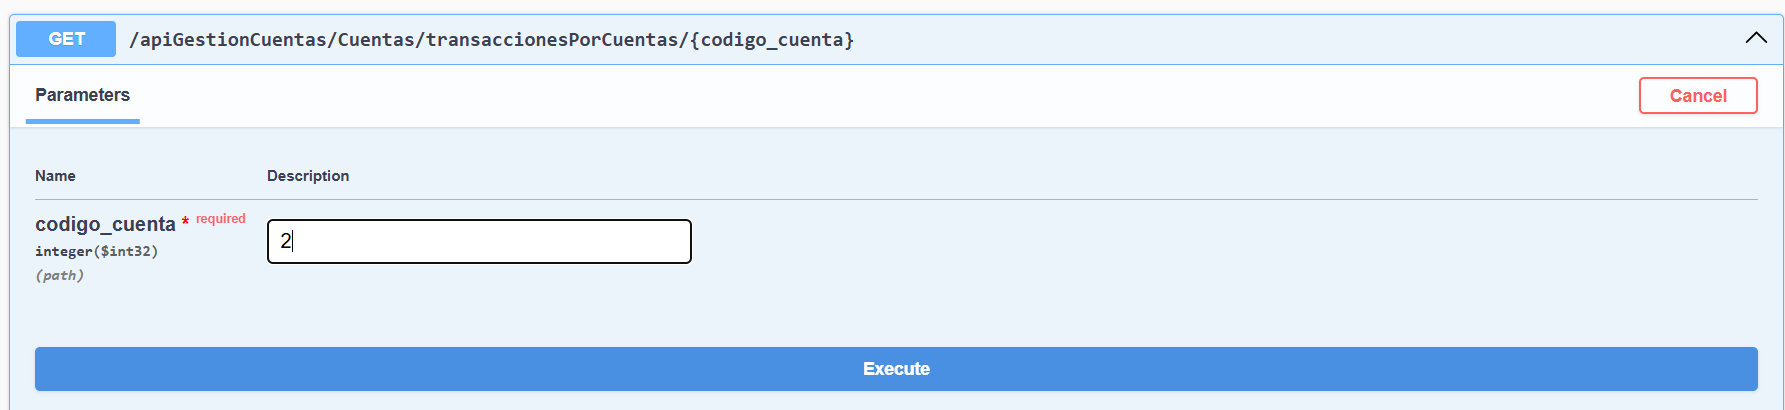 GET /apiGestionCuentas/Cuentas/transaccionesPorCuentas/{codigo_cuenta}
Parameters
Cancel
Name Description
codigo_cuenta * required
integer($int32)
(path)
2
Execute